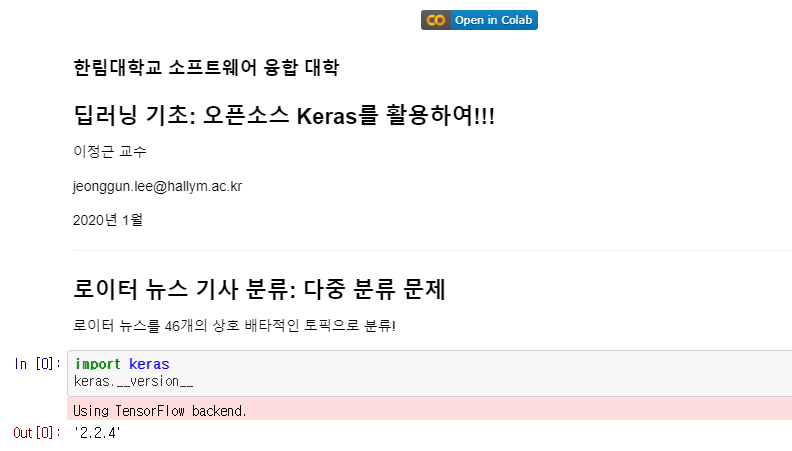 Open in Colab
한림대학교 소프트웨어 융합 대학
딥러닝 기초: 오픈소스 Keras를 활용하여!!!
이정근 교수
jeonggun.lee@hallym.ac.kr
2020년 1월
로이터 뉴스 기사 분류: 다중 분류 문제
로이터 뉴스를 46개의 상호 배타적인 토픽으로 분류!
In [0]: import keras
keras.__version__
Using TensorFlow backend.
Out[0]: '2.2.4'